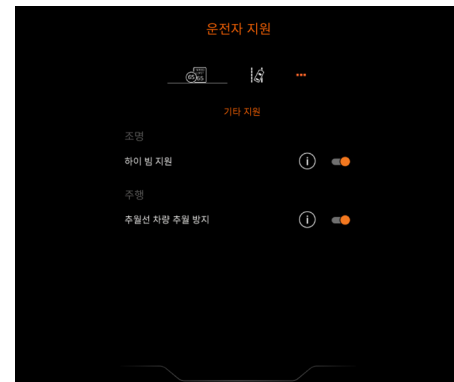 운전자 지원
기타 지원
조명
하이 빔 지원
주행
추월선 차량 추월 방지